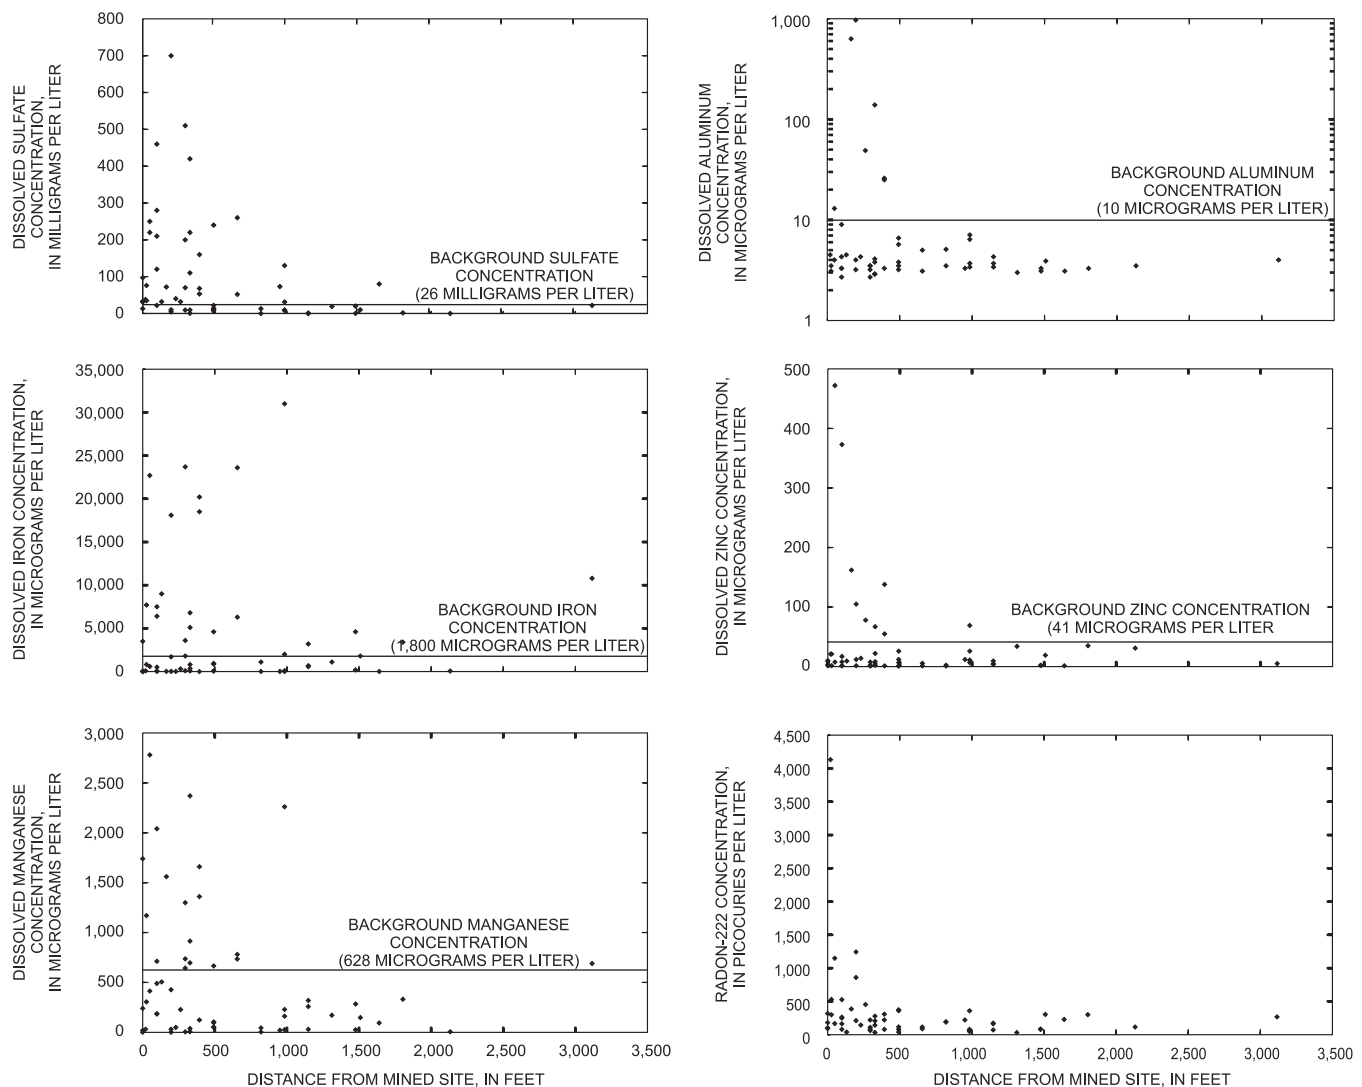 DISSOLVED SULFATE
CONCENTRATION,
IN MILLIGRAMS PER LITER
800
700
600
500
400
300
200
100
0
BACKGROUND SULFATE
CONCENTRATION
(26 MILLIGRAMS PER LITER)
DISSOLVED ALUMINUM
CONCENTRATION,
IN MICROGRAMS PER LITER
1,000
100
10
1
BACKGROUND ALUMINUM
CONCENTRATION
(10 MICROGRAMS PER LITER)
DISSOLVED IRON CONCENTRATION,
IN MICROGRAMS PER LITER
35,000
30,000
25,000
20,000
15,000
10,000
5,000
0
BACKGROUND IRON
CONCENTRATION
(1,800 MICROGRAMS PER LITER)
DISSOLVED ZINC CONCENTRATION,
IN MICROGRAMS PER LITER
500
400
300
200
100
0
BACKGROUND ZINC CONCENTRATION
(41 MICROGRAMS PER LITER
DISSOLVED MANGANESE
CONCENTRATION,
IN MICROGRAMS PER LITER
3,000
2,500
2,000
1,500
1,000
500
0
BACKGROUND MANGANESE
CONCENTRATION
(628 MICROGRAMS PER LITER)
0 500 1,000 1,500 2,000 2,500 3,000 3,500
DISTANCE FROM MINED SITE, IN FEET
RADON-222 CONCENTRATION,
IN PICOCURIES PER LITER
4,500
4,000
3,500
3,000
2,500
2,000
1,500
1,000
500
0
0 500 1,000 1,500 2,000 2,500 3,000 3,500
DISTANCE FROM MINED SITE, IN FEET